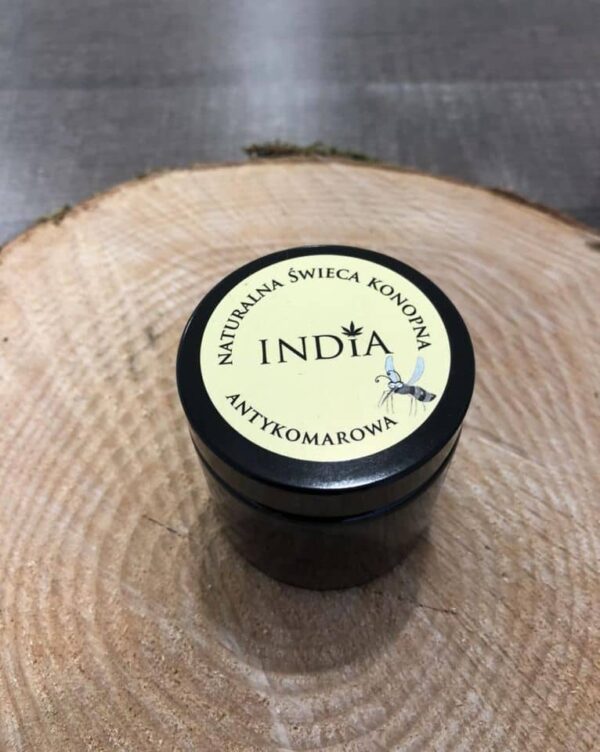 NATURALNA ŚWIECA KONOPNA
INDIA
ANTYKOMAROWA